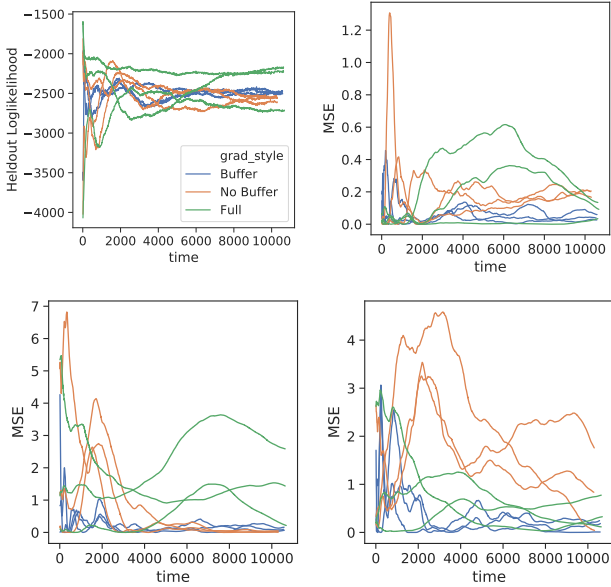 −1500
−2000
−2500
−3000
−3500
−4000
Heldout Loglikelihood
grad_style
Buffer
No Buffer
Full
0 2000 4000 6000 8000 10000
time
1.2
1.0
0.8
0.6
0.4
0.2
0.0
MSE
0 2000 4000 6000 8000 10000
time
7
6
5
4
3
2
1
0
MSE
0 2000 4000 6000 8000 10000
time
4
3
2
1
0
MSE
0 2000 4000 6000 8000 10000
time